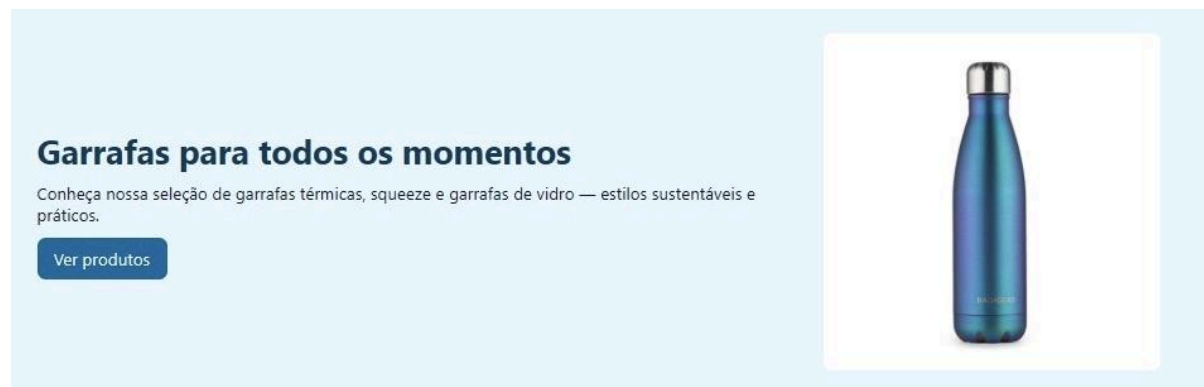 Garrafas para todos os momentos
Conheça nossa seleção de garrafas térmicas, squeeze e garrafas de vidro — estilos sustentáveis e
práticos.
Ver produtos